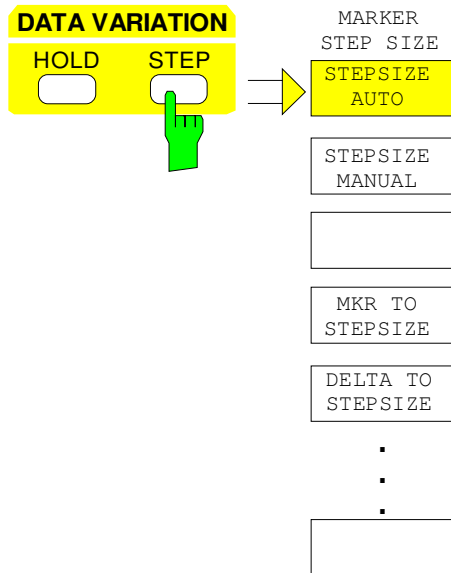 DATA VARIATION
HOLD STEP
MARKER
STEP SIZE
STEPSIZE
AUTO
STEPSIZE
MANUAL
MKR TO
STEPSIZE
DELTA TO
STEPSIZE
.
.
.